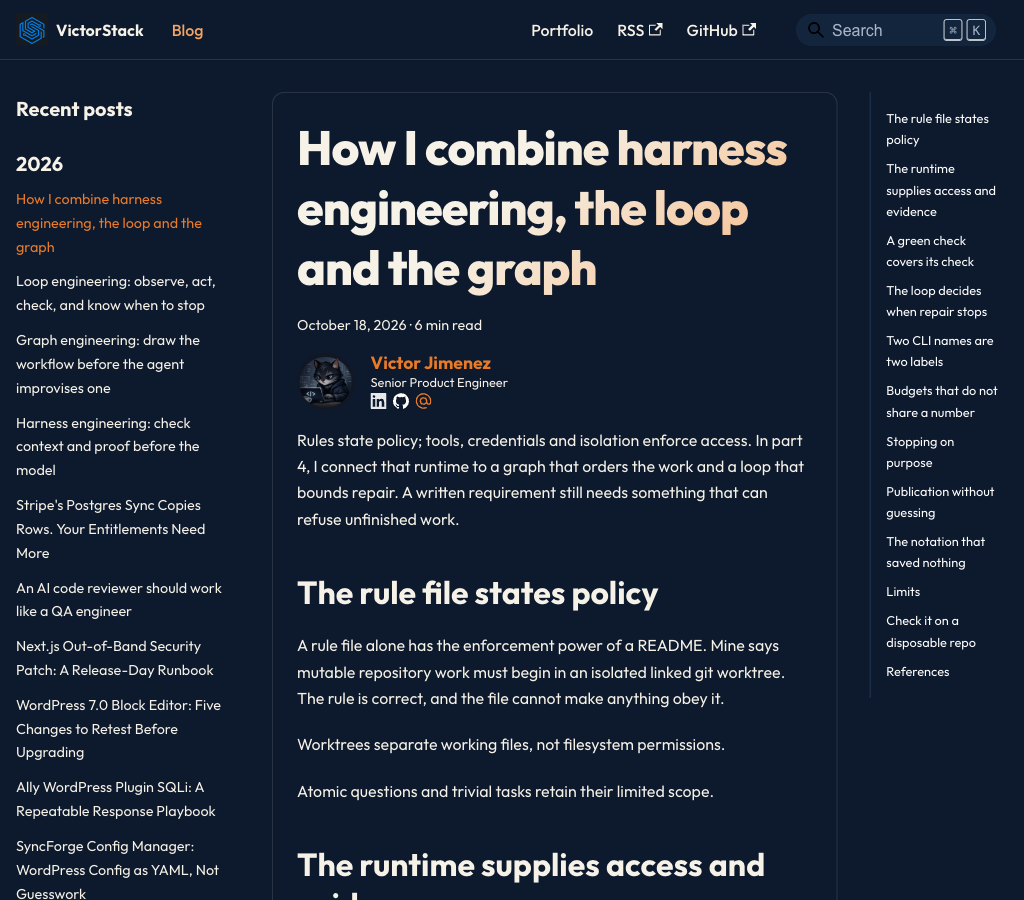 VictorStack
Blog
Portfolio
RSS
GitHub
Search
⌘ K
Recent posts
2026
How I combine harness
engineering, the loop and the
graph
Loop engineering: observe, act,
check, and know when to stop
Graph engineering: draw the
workflow before the agent
improvises one
Harness engineering: check
context and proof before the
model
Stripe's Postgres Sync Copies
Rows. Your Entitlements Need
More
An AI code reviewer should work
like a QA engineer
Next.js Out-of-Band Security
Patch: A Release-Day Runbook
WordPress 7.0 Block Editor: Five
Changes to Retest Before
Upgrading
Ally WordPress Plugin SQLi: A
Repeatable Response Playbook
SyncForge Config Manager:
WordPress Config as YAML, Not
Guesswork
How I combine harness
engineering, the loop
and the graph
October 18, 2026 · 6 min read
Victor Jimenez
Senior Product Engineer
Rules state policy; tools, credentials and isolation enforce access. In part
4, I connect that runtime to a graph that orders the work and a loop that
bounds repair. A written requirement still needs something that can
refuse unfinished work.
The rule file states policy
A rule file alone has the enforcement power of a README. Mine says
mutable repository work must begin in an isolated linked git worktree.
The rule is correct, and the file cannot make anything obey it.
Worktrees separate working files, not filesystem permissions.
Atomic questions and trivial tasks retain their limited scope.
The runtime supplies access and
The rule file states
policy
The runtime
supplies access and
evidence
A green check
covers its check
The loop decides
when repair stops
Two CLI names are
two labels
Budgets that do not
share a number
Stopping on
purpose
Publication without
guessing
The notation that
saved nothing
Limits
Check it on a
disposable repo
References